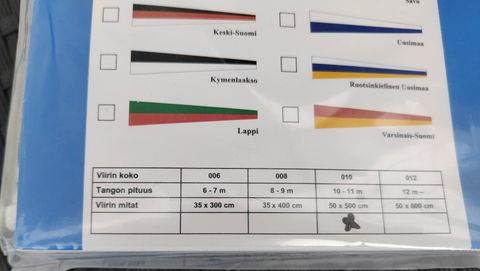 Savo
Keski-Suomi
Uusimaa
Kymenlaakso
Ruotsinkielinen Uusimaa
Lappi
Varsinais-Suomi
Viirin koko 006 008 010 012
Tangon pituus 6 - 7 m 8 - 9 m 10 - 11 m 12 m –
Viirin mitat 35 x 300 cm 35 x 400 cm 50 x 500 cm 50 x 600 cm